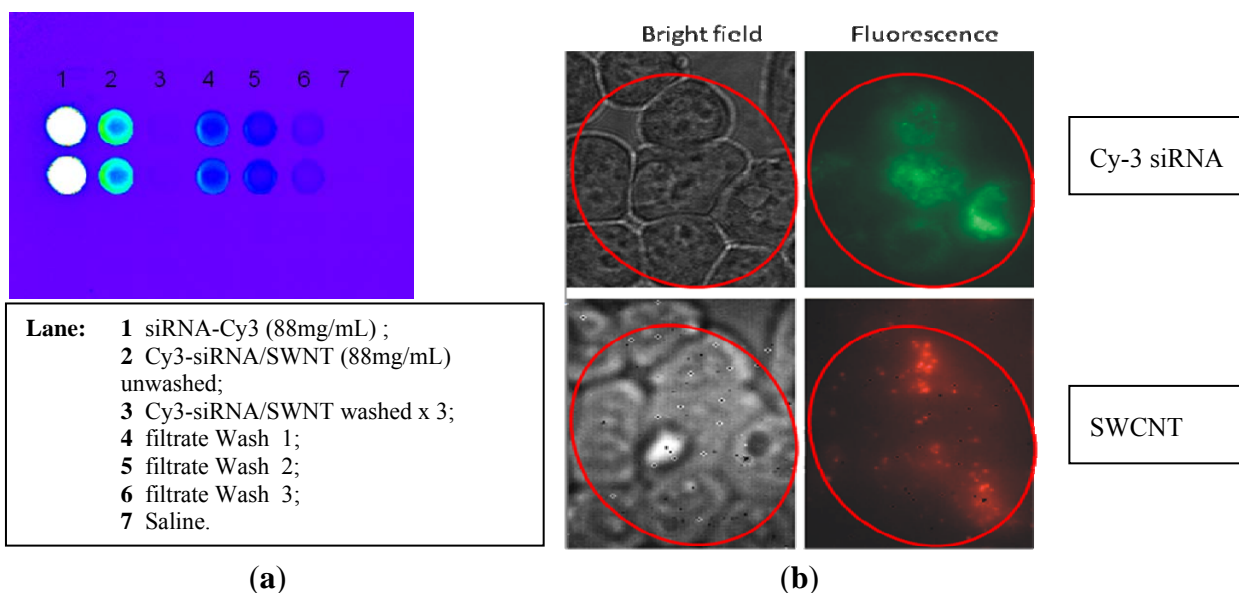 1 2 3 4 5 6 7
Lane: 1 siRNA-Cy3 (88mg/mL) ;
2 Cy3-siRNA/SWNT (88mg/mL)
unwashed;
3 Cy3-siRNA/SWNT washed x 3;
4 filtrate Wash 1;
5 filtrate Wash 2;
6 filtrate Wash 3;
7 Saline.
(a)
Bright field Fluorescence
Cy-3 siRNA
SWCNT
(b)